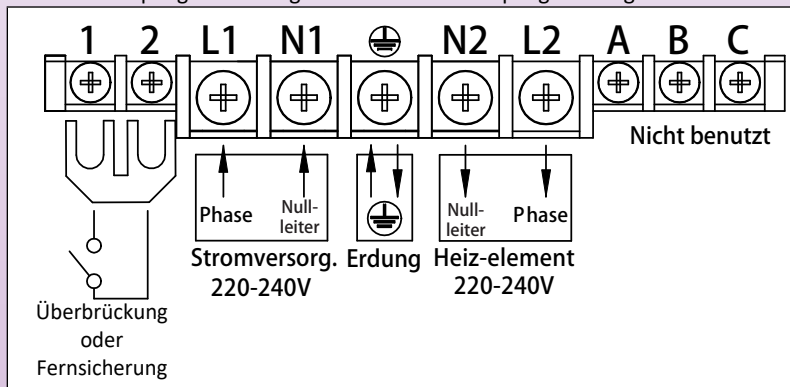 1 2 L1 N1 N2 L2 A B C
Nicht benutzt
Phase Null-
leiter
Null-
leiter Phase
Stromversorg. Erdung Heiz-element
220-240V 220-240V
Überbrückung
oder
Fernsicherung